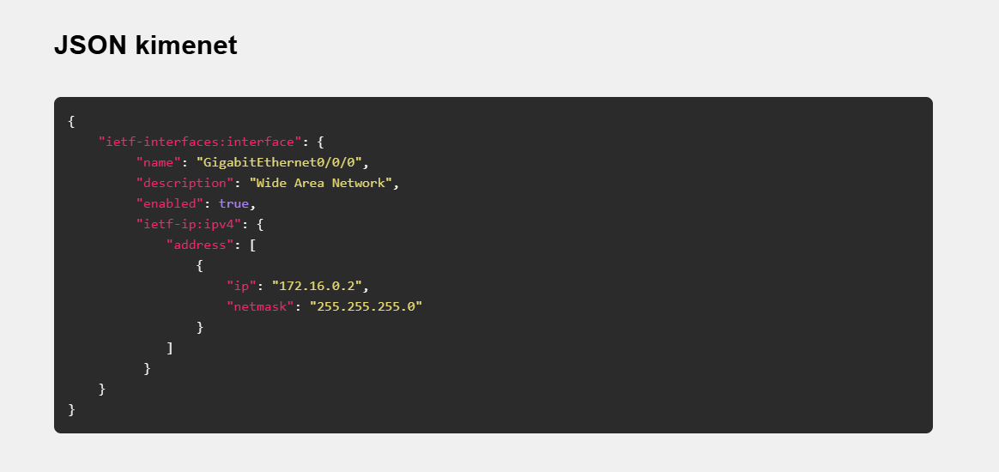 JSON kimenet
{
    "ietf-interfaces:interface": {
         "name": "GigabitEthernet0/0/0",
         "description": "Wide Area Network",
         "enabled": true,
         "ietf-ip:ipv4": {
             "address": [
                 {
                     "ip": "172.16.0.2",
                     "netmask": "255.255.255.0"
                 }
             ]
          }
    }
}